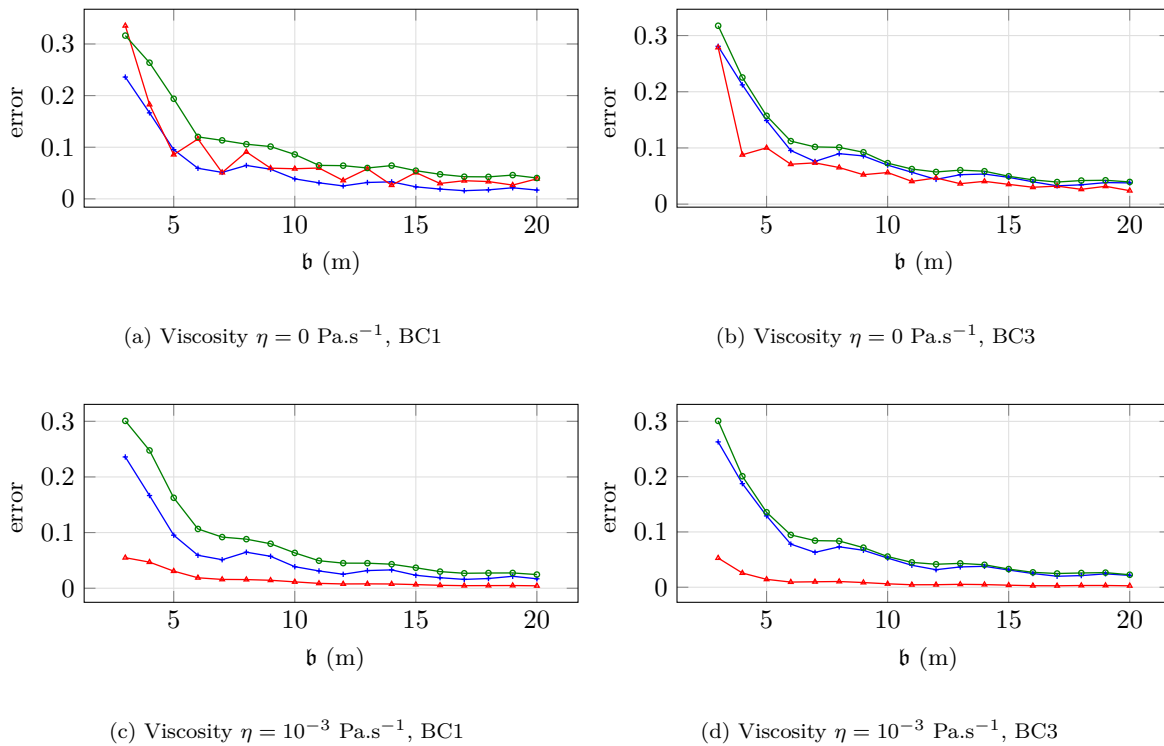 0.3
0.2
0.1
0
error
5
10
15
20
𝔟 (m)
(a) Viscosity η = 0 Pa.s⁻¹, BC1
0.3
0.2
0.1
0
error
5
10
15
20
𝔟 (m)
(b) Viscosity η = 0 Pa.s⁻¹, BC3
0.3
0.2
0.1
0
error
5
10
15
20
𝔟 (m)
(c) Viscosity η = 10⁻³ Pa.s⁻¹, BC1
0.3
0.2
0.1
0
error
5
10
15
20
𝔟 (m)
(d) Viscosity η = 10⁻³ Pa.s⁻¹, BC3